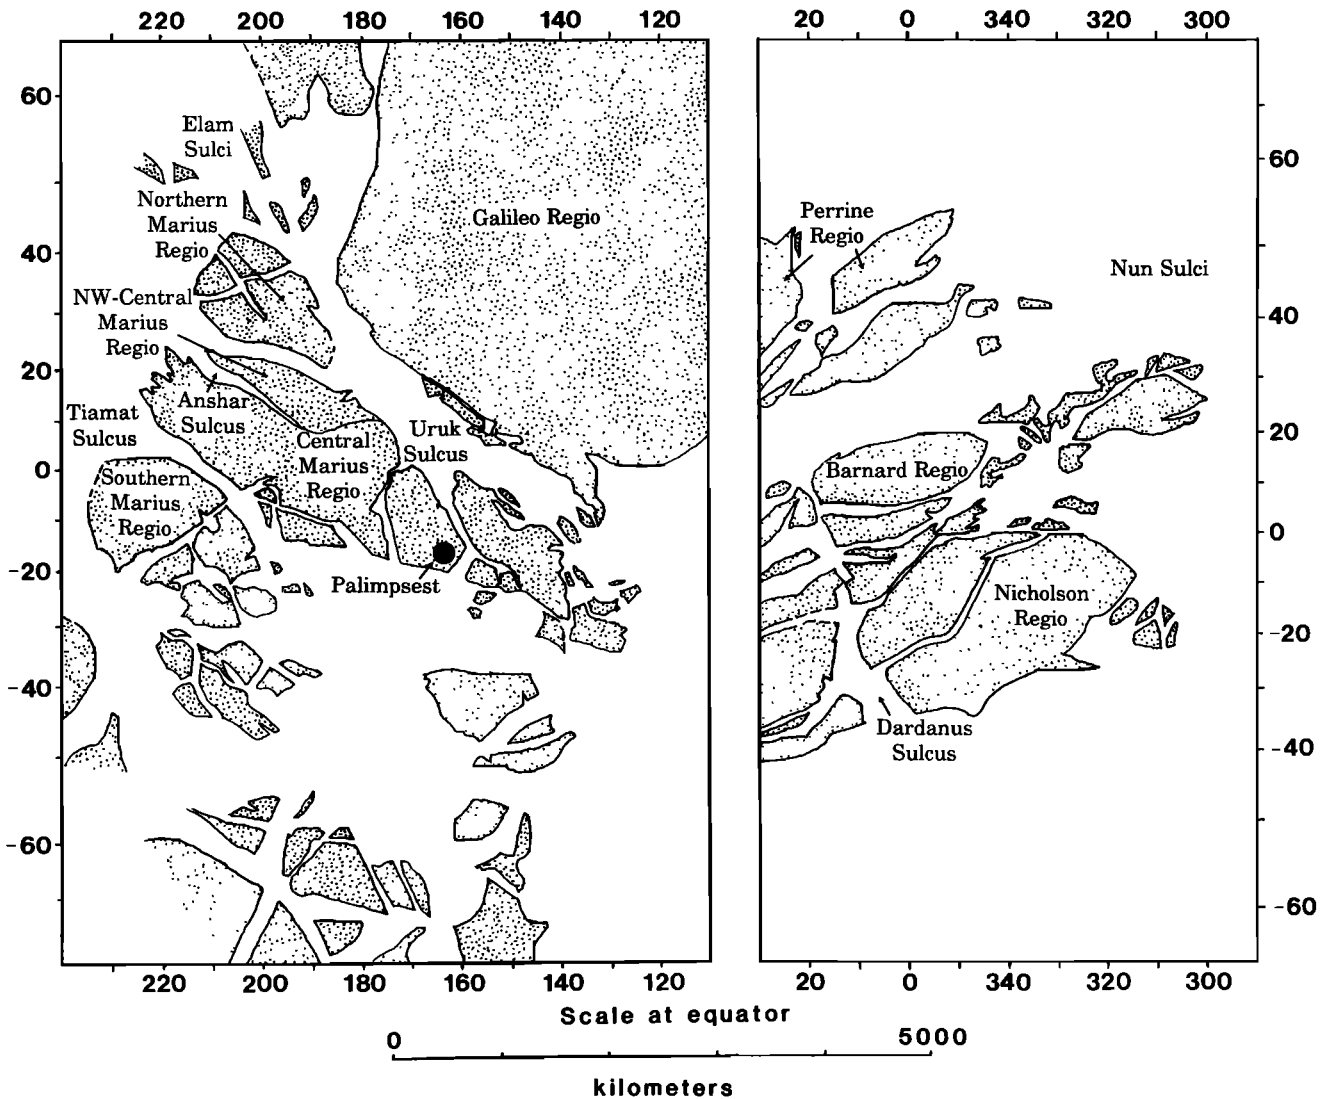 220 200 180 160 140 120
20 0 340 320 300
60
40
20
0
-20
-40
-60
Elam
Sulci
Northern
Marius
Regio
NW-Central
Marius
Regio
Tiamat
Sulcus
Anshar
Sulcus
Central
Marius
Regio
Southern
Marius
Regio
Galileo Regio
Uruk
Sulcus
Palimpsest
Perrine
Regio
Nun Sulci
Barnard Regio
Nicholson
Regio
Dardanus
Sulcus
60
40
20
0
-20
-40
-60
220 200 180 160 140 120
20 0 340 320 300
Scale at equator
0 5000
kilometers